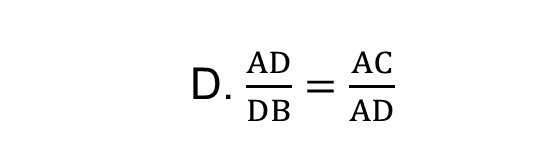 D. AD/DB = AC/AD